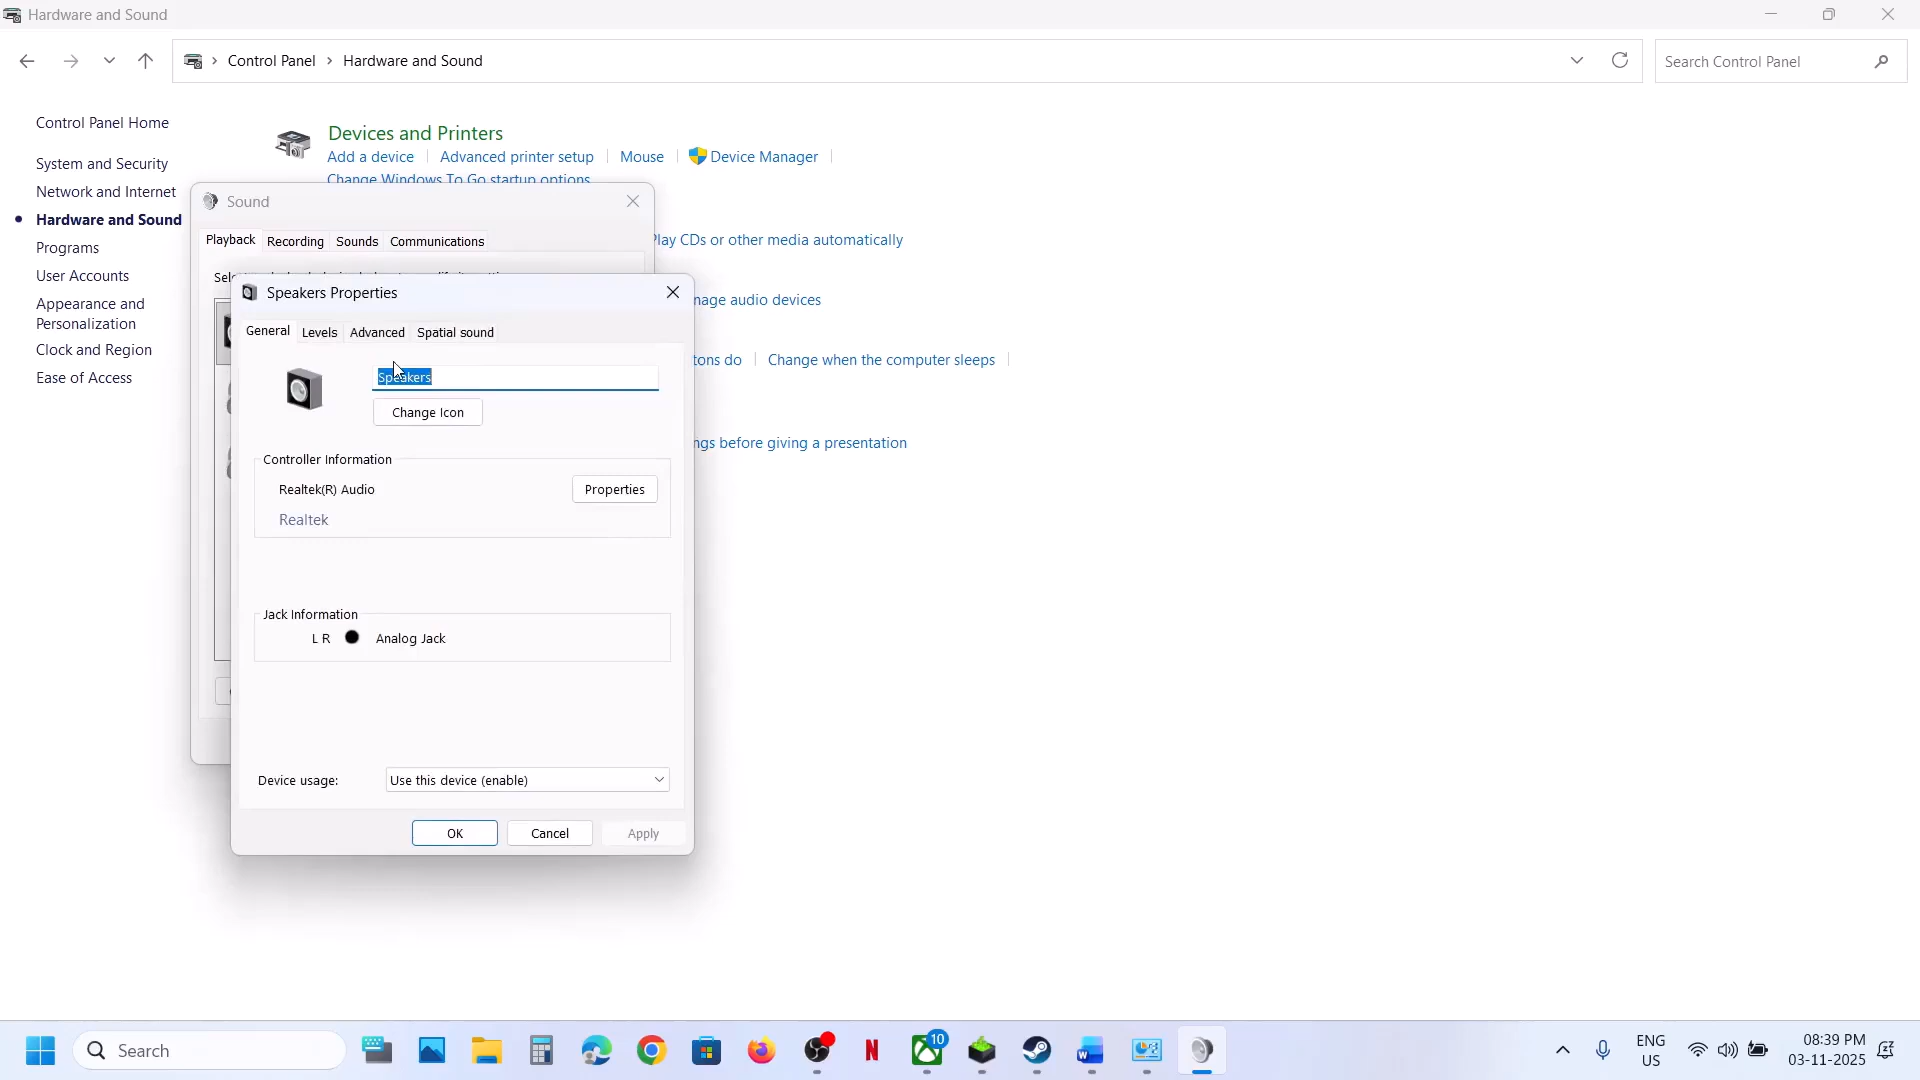 Hardware and Sound
Control Panel > Hardware and Sound
Search Control Panel
Control Panel Home
System and Security
Network and Internet
Hardware and Sound
Programs
User Accounts
Appearance and
Personalization
Clock and Region
Ease of Access
Devices and Printers
Add a device
Advanced printer setup
Mouse
Device Manager
Change Windows To Go startup options
Play CDs or other media automatically
nage audio devices
tons do
Change when the computer sleeps
ngs before giving a presentation
Sound
Playback
Recording
Sounds
Communications
Speakers Properties
General
Levels
Advanced
Spatial sound
Speakers
Change Icon
Controller Information
Realtek(R) Audio
Properties
Realtek
Jack Information
L R
Analog Jack
Device usage:
Use this device (enable)
OK
Cancel
Apply
Search
10
ENG
US
08:39 PM
03-11-2025